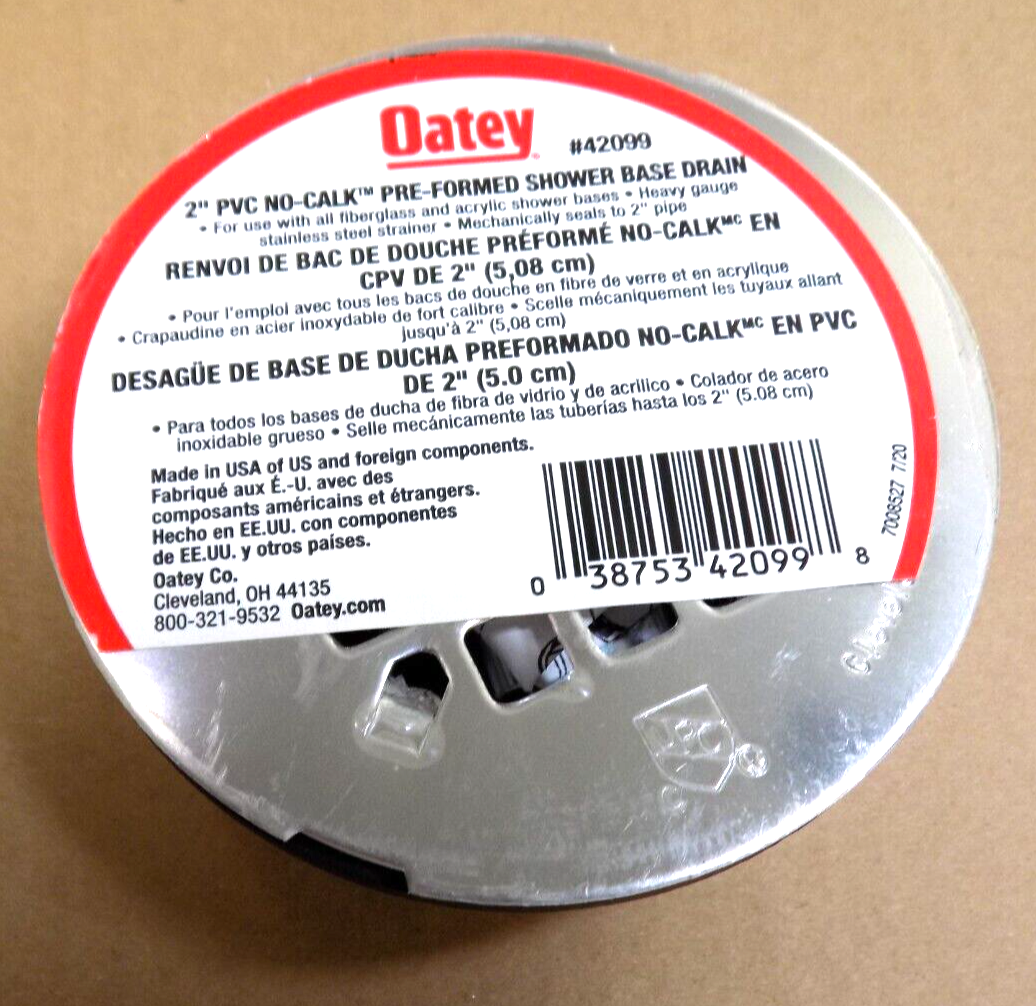 Oatey
#42099
2" PVC NO-CALK™ PRE-FORMED SHOWER BASE DRAIN
• For use with all fiberglass and acrylic shower bases • Heavy gauge
stainless steel strainer • Mechanically seals to 2" pipe
RENVOI DE BAC DE DOUCHE PRÉFORMÉ NO-CALKᴹᶜ EN
CPV DE 2" (5,08 cm)
• Pour l'emploi avec tous les bacs de douche en fibre de verre et en acrylique
• Crapaudine en acier inoxydable de fort calibre • Scelle mécaniquement les tuyaux allant
jusqu'à 2" (5,08 cm)
DESAGÜE DE BASE DE DUCHA PREFORMADO NO-CALKᴹᶜ EN PVC
DE 2" (5.0 cm)
• Para todos los bases de ducha de fibra de vidrio y de acrilico • Colador de acero
inoxidable grueso • Selle mecánicamente las tuberías hasta los 2" (5.08 cm)
Made in USA of US and foreign components.
Fabriqué aux É.-U. avec des
composants américains et étrangers.
Hecho en EE.UU. con componentes
de EE.UU. y otros países.
Oatey Co.
Cleveland, OH 44135
800-321-9532 Oatey.com
0 38753 42099 8
7008527 7/20